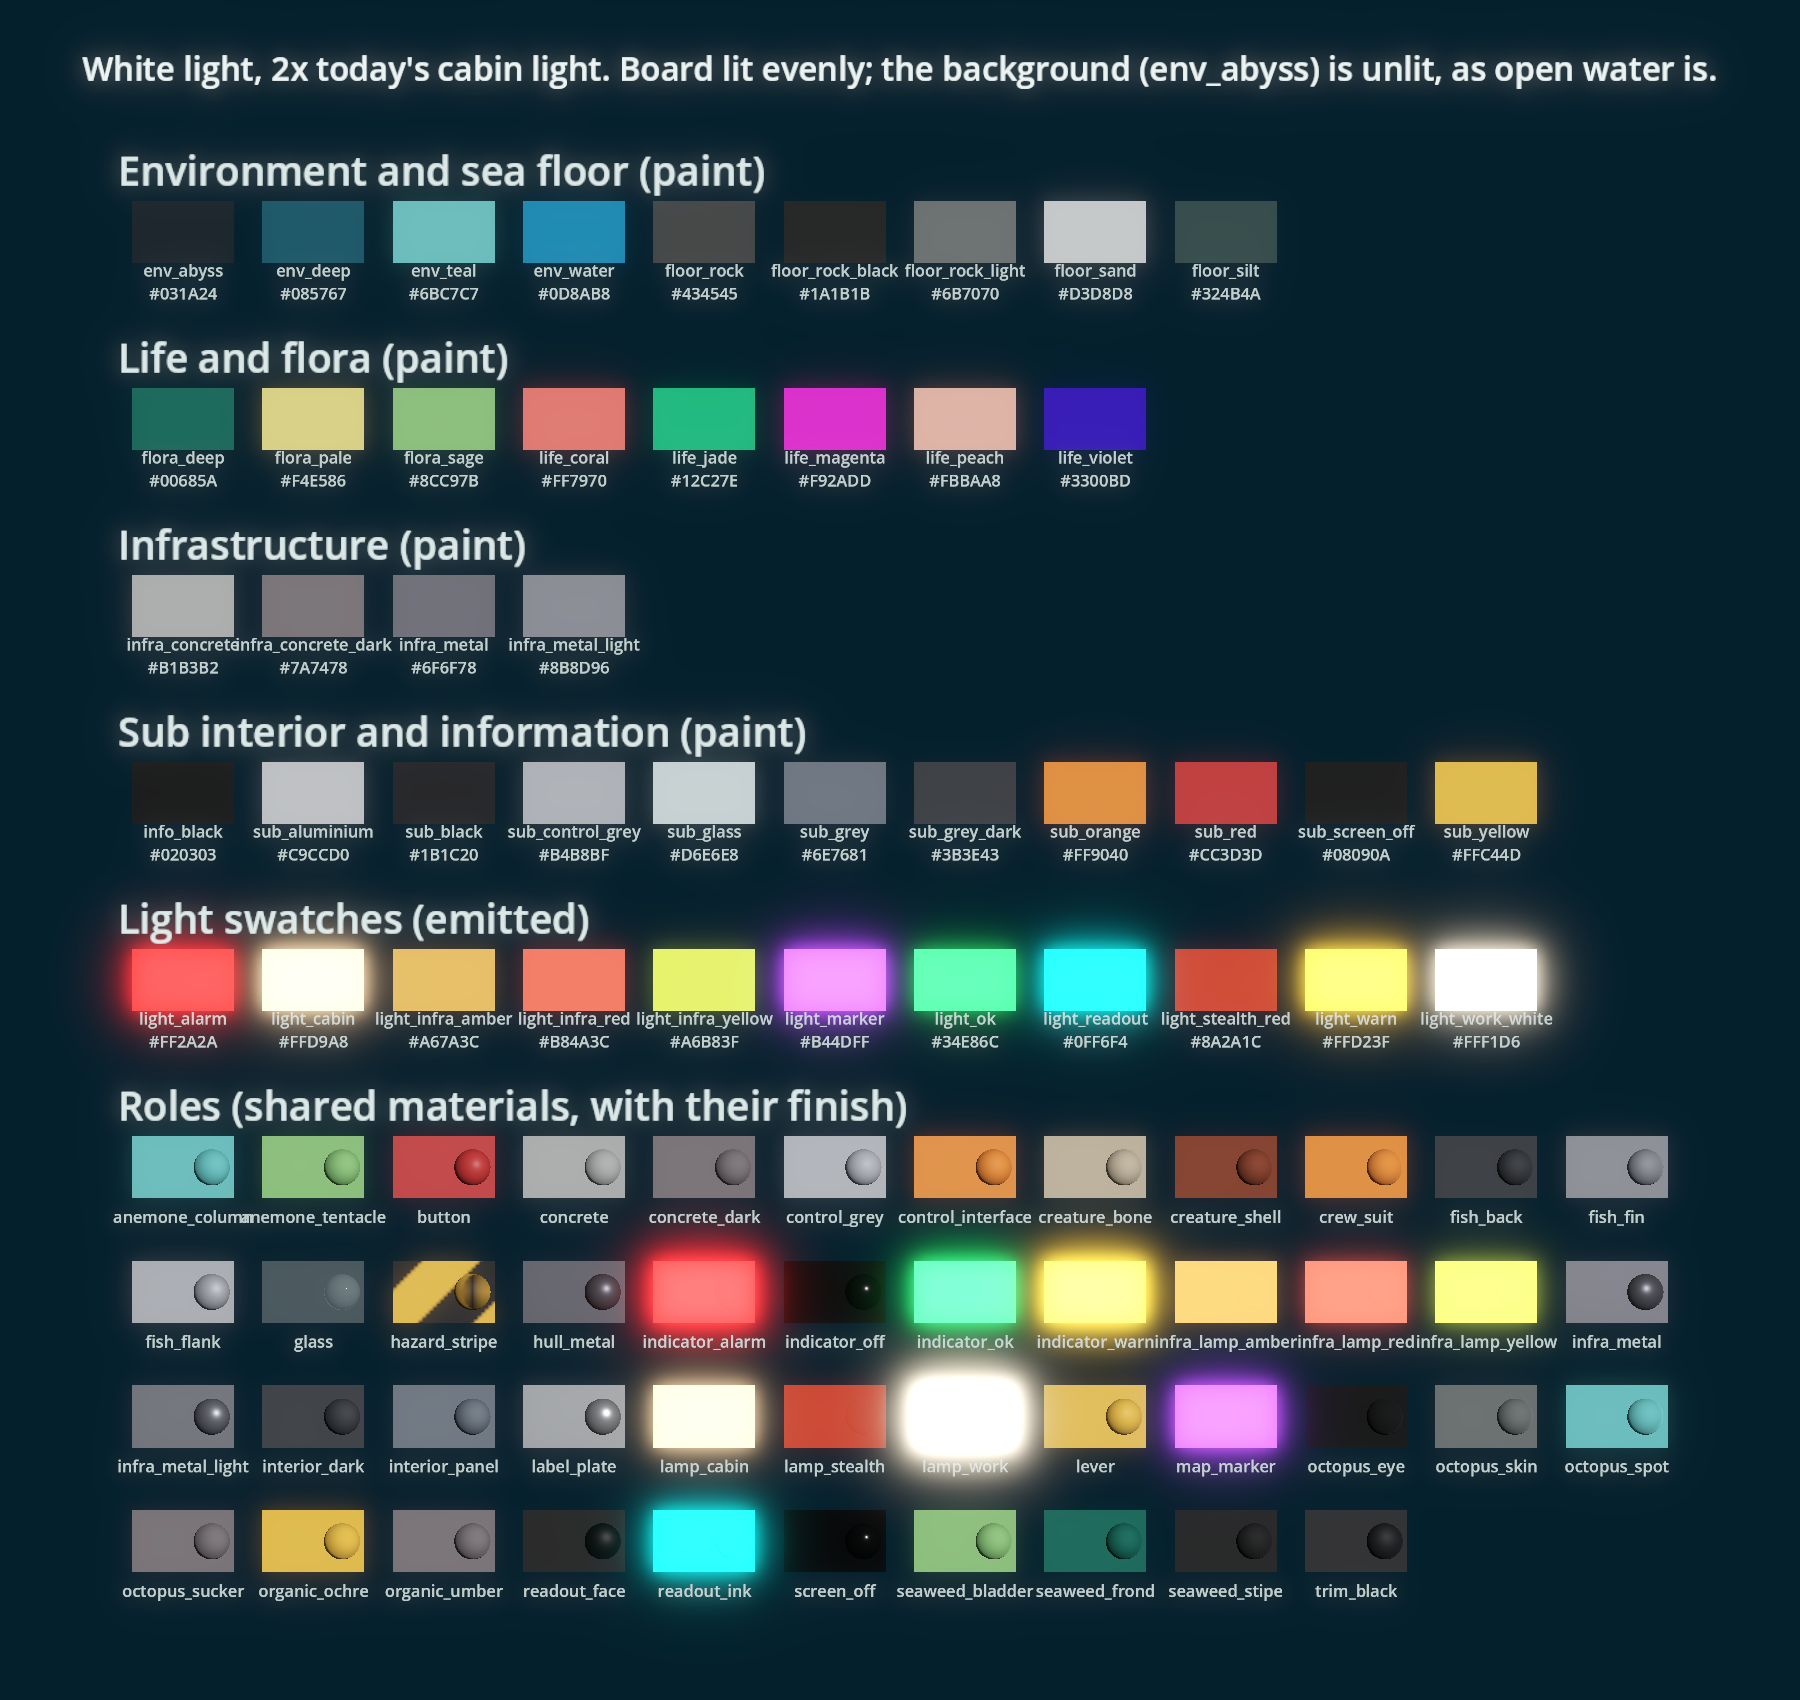 White light, 2x today's cabin light. Board lit evenly; the background (env_abyss) is unlit, as open water is.
Environment and sea floor (paint)
env_abyss env_deep env_teal env_water floor_rock floor_rock_black floor_rock_light floor_sand floor_silt
#031A24 #085767 #6BC7C7 #0D8AB8 #434545 #1A1B1B #6B7070 #D3D8D8 #324B4A
Life and flora (paint)
flora_deep flora_pale flora_sage life_coral life_jade life_magenta life_peach life_violet
#00685A #F4E586 #8CC97B #FF7970 #12C27E #F92ADD #FBBAA8 #3300BD
Infrastructure (paint)
infra_concrete infra_concrete_dark infra_metal infra_metal_light
#B1B3B2 #7A7478 #6F6F78 #8B8D96
Sub interior and information (paint)
info_black sub_aluminium sub_black sub_control_grey sub_glass sub_grey sub_grey_dark sub_orange sub_red sub_screen_off sub_yellow
#020303 #C9CCD0 #1B1C20 #B4B8BF #D6E6E8 #6E7681 #3B3E43 #FF9040 #CC3D3D #08090A #FFC44D
Light swatches (emitted)
light_alarm light_cabin light_infra_amber light_infra_red light_infra_yellow light_marker light_ok light_readout light_stealth_red light_warn light_work_white
#FF2A2A #FFD9A8 #A67A3C #B84A3C #A6B83F #B44DFF #34E86C #0FF6F4 #8A2A1C #FFD23F #FFF1D6
Roles (shared materials, with their finish)
anemone_column anemone_tentacle button concrete concrete_dark control_grey control_interface creature_bone creature_shell crew_suit fish_back fish_fin
fish_flank glass hazard_stripe hull_metal indicator_alarm indicator_off indicator_ok indicator_warn infra_lamp_amber infra_lamp_red infra_lamp_yellow infra_metal
infra_metal_light interior_dark interior_panel label_plate lamp_cabin lamp_stealth lamp_work lever map_marker octopus_eye octopus_skin octopus_spot
octopus_sucker organic_ochre organic_umber readout_face readout_ink screen_off seaweed_bladder seaweed_frond seaweed_stipe trim_black